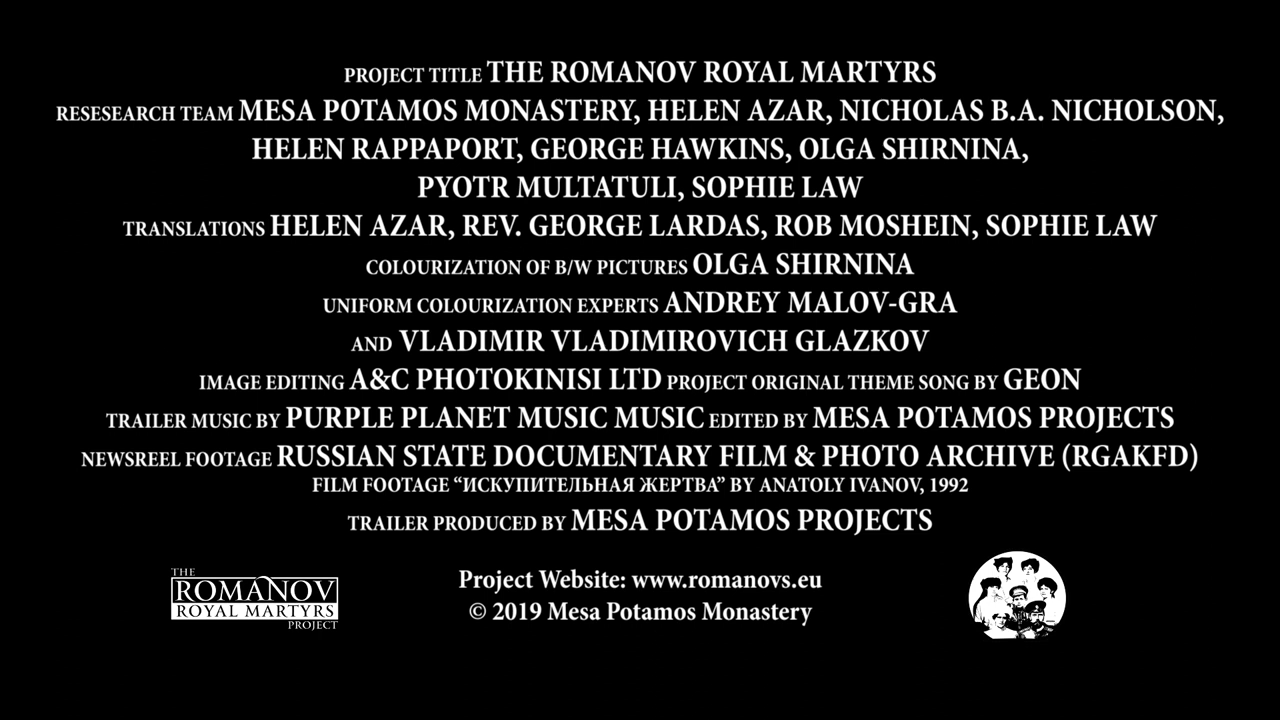 PROJECT TITLE THE ROMANOV ROYAL MARTYRS
RESESEARCH TEAM MESA POTAMOS MONASTERY, HELEN AZAR, NICHOLAS B.A. NICHOLSON,
HELEN RAPPAPORT, GEORGE HAWKINS, OLGA SHIRNINA,
PYOTR MULTATULI, SOPHIE LAW
TRANSLATIONS HELEN AZAR, REV. GEORGE LARDAS, ROB MOSHEIN, SOPHIE LAW
COLOURIZATION OF B/W PICTURES OLGA SHIRNINA
UNIFORM COLOURIZATION EXPERTS ANDREY MALOV-GRA
AND VLADIMIR VLADIMIROVICH GLAZKOV
IMAGE EDITING A&C PHOTOKINISI LTD PROJECT ORIGINAL THEME SONG BY GEON
TRAILER MUSIC BY PURPLE PLANET MUSIC MUSIC EDITED BY MESA POTAMOS PROJECTS
NEWSREEL FOOTAGE RUSSIAN STATE DOCUMENTARY FILM & PHOTO ARCHIVE (RGAKFD)
FILM FOOTAGE “ИСКУПИТЕЛЬНАЯ ЖЕРТВА” BY ANATOLY IVANOV, 1992
TRAILER PRODUCED BY MESA POTAMOS PROJECTS
THE
ROMANOV
ROYAL MARTYRS
PROJECT
Project Website: www.romanovs.eu
© 2019 Mesa Potamos Monastery